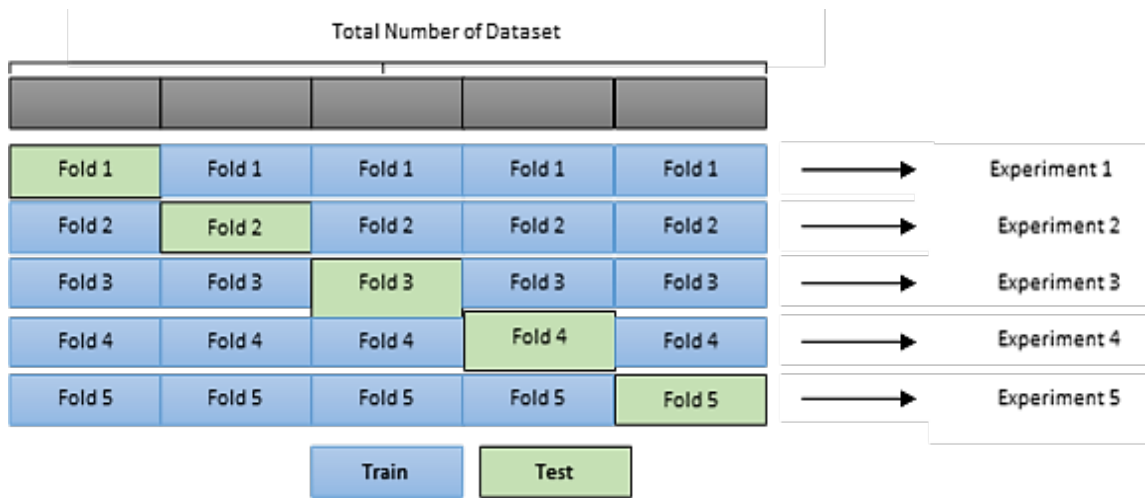 Total Number of Dataset
Fold 1 Fold 1 Fold 1 Fold 1 Fold 1 Experiment 1
Fold 2 Fold 2 Fold 2 Fold 2 Fold 2 Experiment 2
Fold 3 Fold 3 Fold 3 Fold 3 Fold 3 Experiment 3
Fold 4 Fold 4 Fold 4 Fold 4 Fold 4 Experiment 4
Fold 5 Fold 5 Fold 5 Fold 5 Fold 5 Experiment 5
Train Test